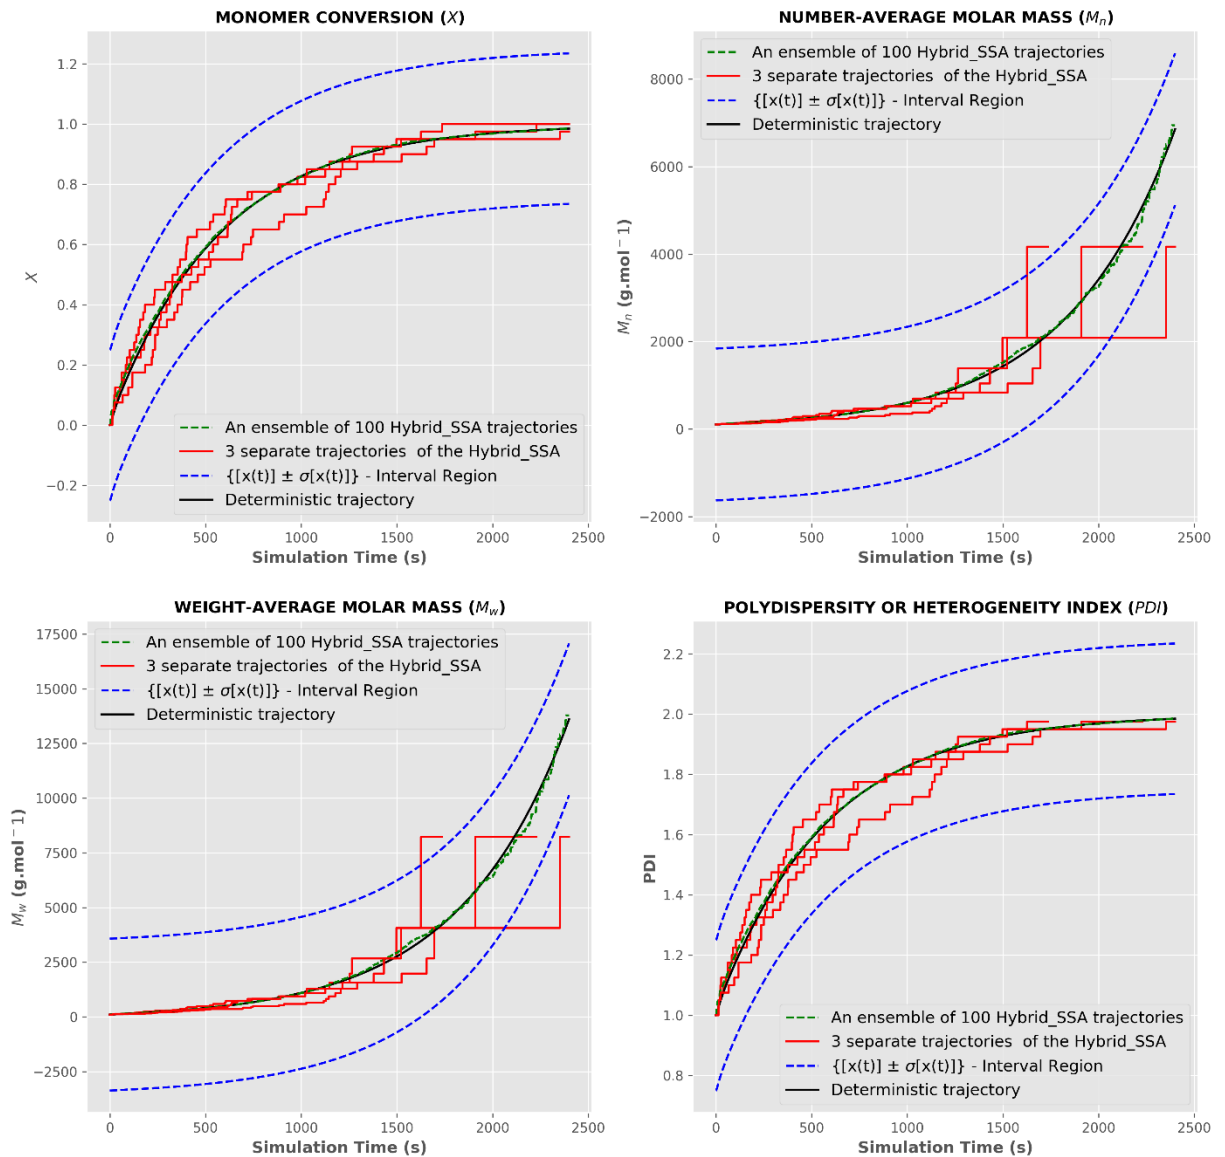 MONOMER CONVERSION (X)
1.2
1.0
0.8
0.6
0.4
0.2
0.0
−0.2
X
An ensemble of 100 Hybrid_SSA trajectories
3 separate trajectories of the Hybrid_SSA
{[x(t)] ± σ[x(t)]} - Interval Region
Deterministic trajectory
0 500 1000 1500 2000 2500
Simulation Time (s)
NUMBER-AVERAGE MOLAR MASS (Mn)
An ensemble of 100 Hybrid_SSA trajectories
3 separate trajectories of the Hybrid_SSA
{[x(t)] ± σ[x(t)]} - Interval Region
Deterministic trajectory
8000
6000
4000
2000
0
−2000
Mn (g.mol−1)
0 500 1000 1500 2000 2500
Simulation Time (s)
WEIGHT-AVERAGE MOLAR MASS (Mw)
An ensemble of 100 Hybrid_SSA trajectories
3 separate trajectories of the Hybrid_SSA
{[x(t)] ± σ[x(t)]} - Interval Region
Deterministic trajectory
17500
15000
12500
10000
7500
5000
2500
0
−2500
Mw (g.mol−1)
0 500 1000 1500 2000 2500
Simulation Time (s)
POLYDISPERSITY OR HETEROGENEITY INDEX (PDI)
2.2
2.0
1.8
1.6
1.4
1.2
1.0
0.8
PDI
An ensemble of 100 Hybrid_SSA trajectories
3 separate trajectories of the Hybrid_SSA
{[x(t)] ± σ[x(t)]} - Interval Region
Deterministic trajectory
0 500 1000 1500 2000 2500
Simulation Time (s)